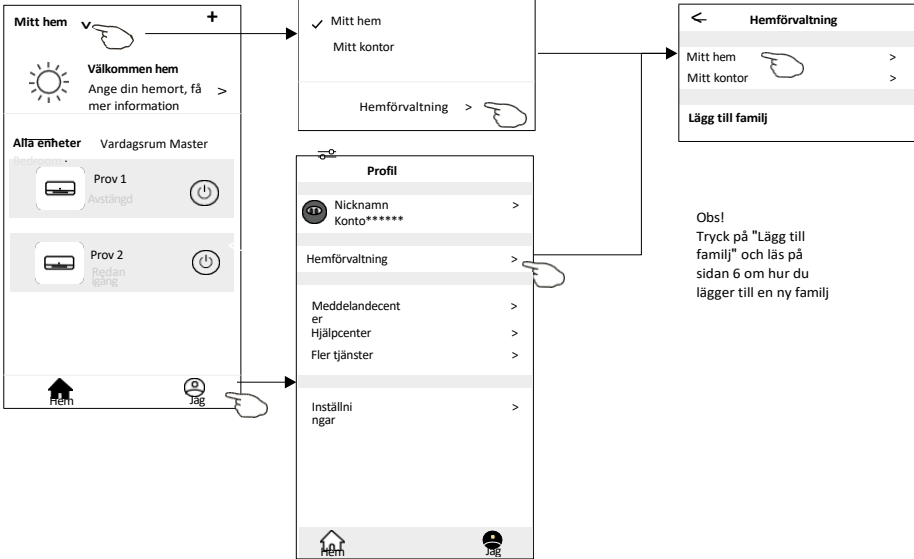 Mitt hem
+
Välkommen hem
Ange din hemort, få
mer information
>
Alla enheter Vardagsrum Master
Bedroom
Prov 1
Avstängd
Prov 2
Redan
igång
Hem
Jag
✓ Mitt hem
Mitt kontor
Hemförvaltning >
Profil
Nicknamn >
Konto******
Hemförvaltning >
Meddelandecent >
er
Hjälpcenter >
Fler tjänster >
Inställni >
ngar
Hem
Jag
<- Hemförvaltning
Mitt hem >
Mitt kontor >
Lägg till familj
Obs!
Tryck på "Lägg till
familj" och läs på
sidan 6 om hur du
lägger till en ny familj